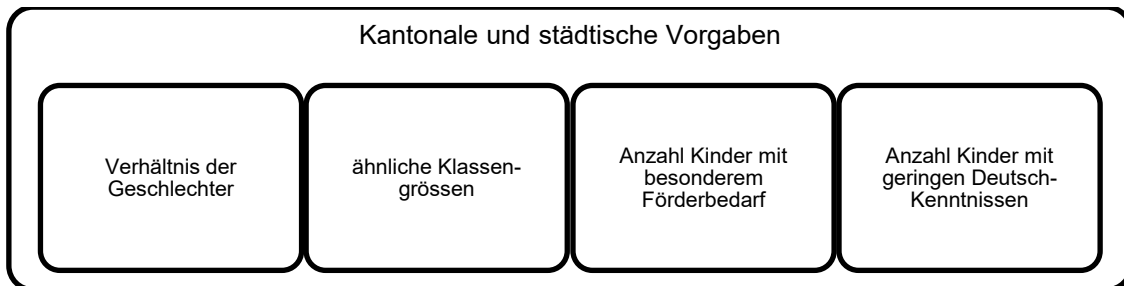 Kantonale und städtische Vorgaben
Verhältnis der
Geschlechter
ähnliche Klassen-
grössen
Anzahl Kinder mit
besonderem
Förderbedarf
Anzahl Kinder mit
geringen Deutsch-
Kenntnissen